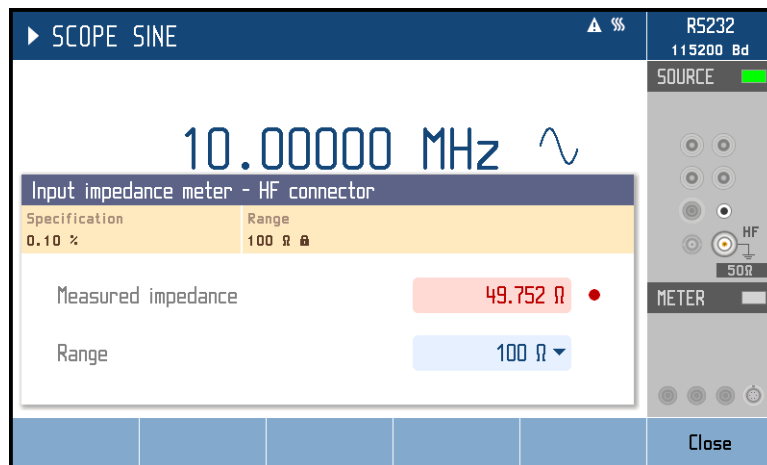 SCOPE SINE
RS232
115200 Bd
SOURCE
10.00000 MHz
Input impedance meter - HF connector
Specification
Range
0.10 %
100 Ω
HF
50Ω
Measured impedance
49.752 Ω
METER
Range
100 Ω
Close